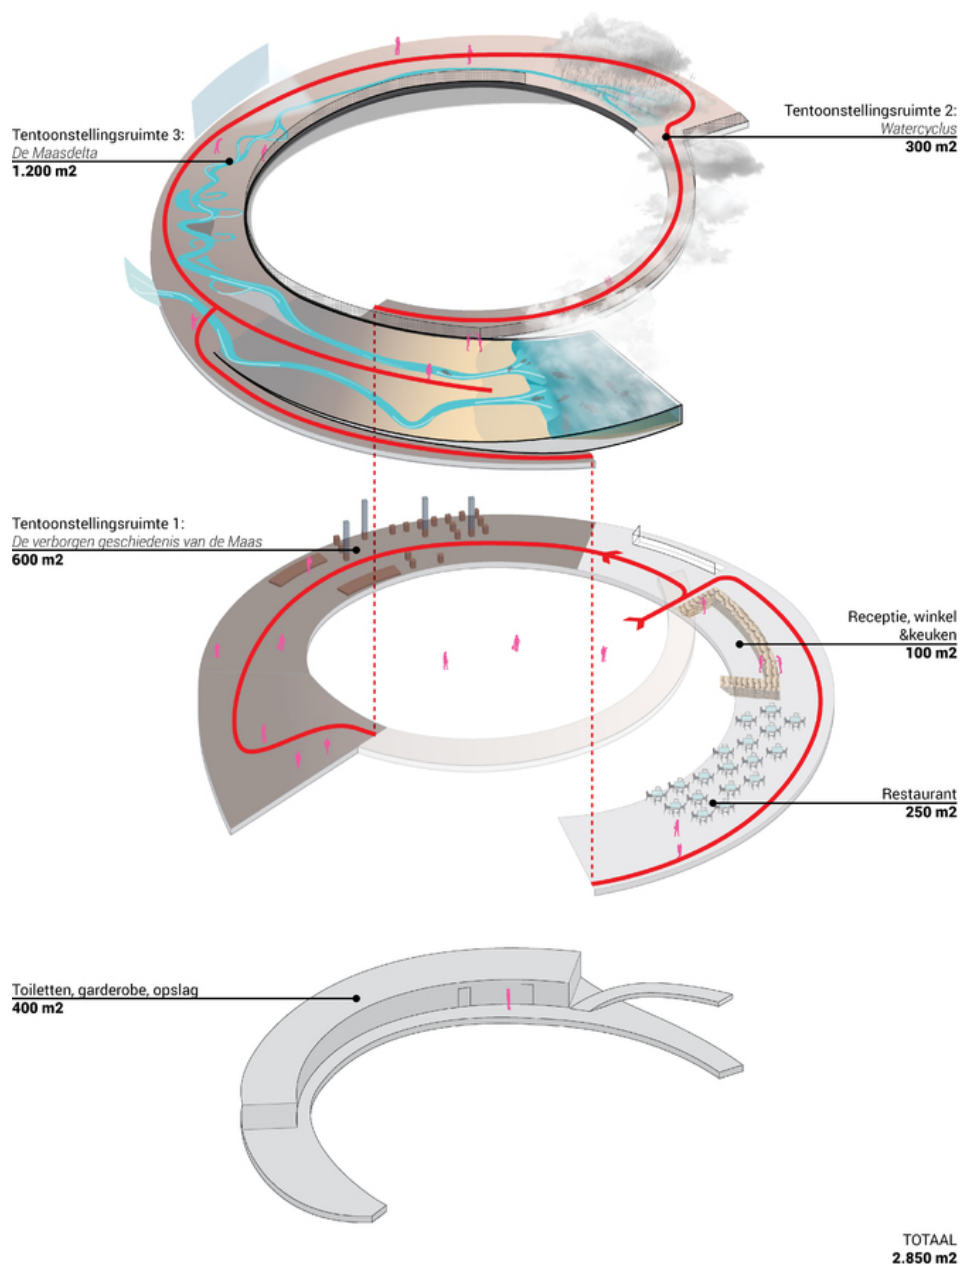 Tentoonstellingsruimte 3:
De Maasdelta
1.200 m2
Tentoonstellingsruimte 2:
Watercyclus
300 m2
Tentoonstellingsruimte 1:
De verborgen geschiedenis van de Maas
600 m2
Receptie, winkel
&keuken
100 m2
Restaurant
250 m2
Toiletten, garderobe, opslag
400 m2
TOTAAL
2.850 m2